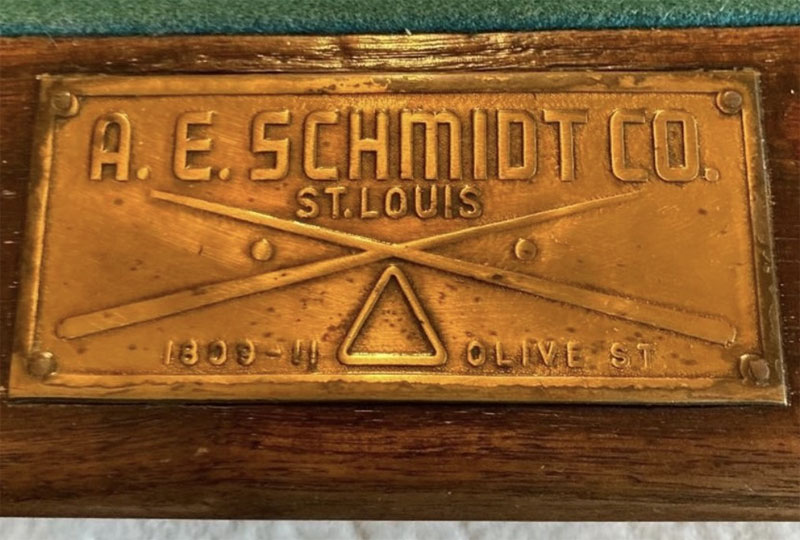 A. E. SCHMIDT CO.
ST. LOUIS
1809-11 OLIVE ST